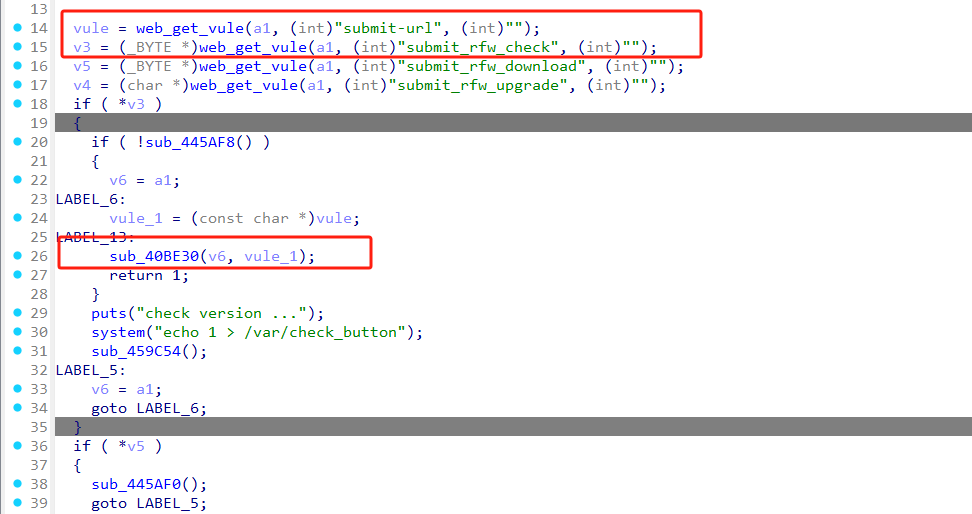 13
14 vule = web_get_vule(a1, (int)"submit-url", (int)"");
15 v3 = (_BYTE *)web_get_vule(a1, (int)"submit_rfw_check", (int)"");
16 v5 = (_BYTE *)web_get_vule(a1, (int)"submit_rfw_download", (int)"");
17 v4 = (char *)web_get_vule(a1, (int)"submit_rfw_upgrade", (int)"");
18 if ( *v3 )
19 {
20 if ( !sub_445AF8() )
21 {
22 v6 = a1;
23 LABEL_6:
24 vule_1 = (const char *)vule;
25 LABEL_13:
26 sub_40BE30(v6, vule_1);
27 return 1;
28 }
29 puts("check version ...");
30 system("echo 1 > /var/check_button");
31 sub_459C54();
32 LABEL_5:
33 v6 = a1;
34 goto LABEL_6;
35 }
36 if ( *v5 )
37 {
38 sub_445AF0();
39 goto LABEL_5;